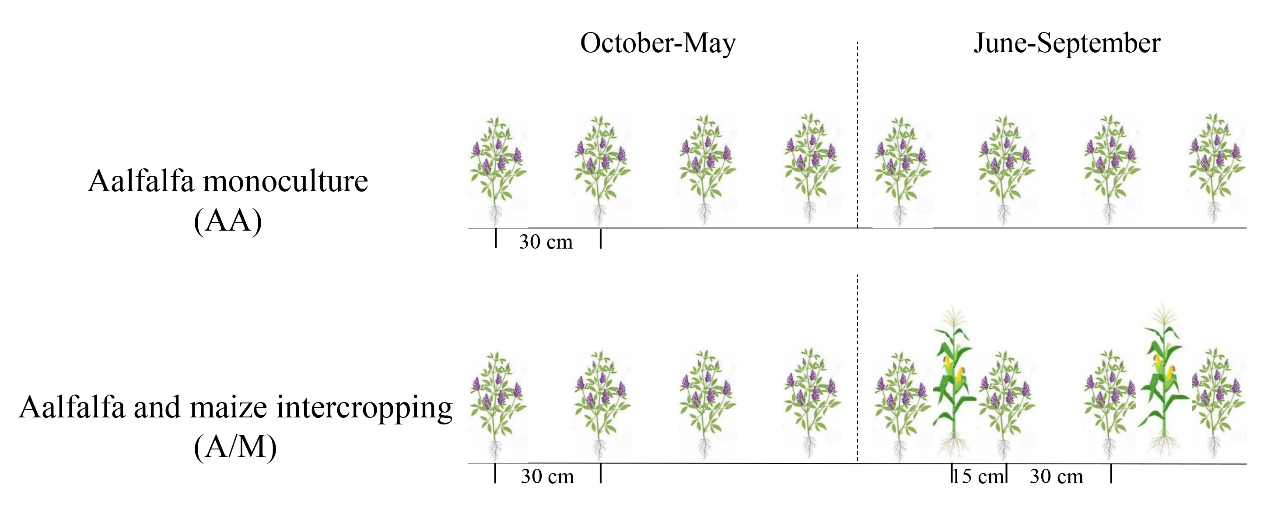 October-May
June-September
Aalfalfa monoculture
(AA)
30 cm
Aalfalfa and maize intercropping
(A/M)
30 cm
15 cm
30 cm